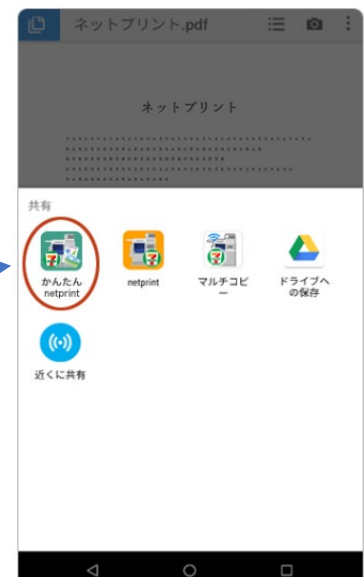 ネットプリント.pdf
ネットプリント
共有
かんたん
netprint
netprint
マルチコピ
ー
ドライブへ
の保存
近くに共有